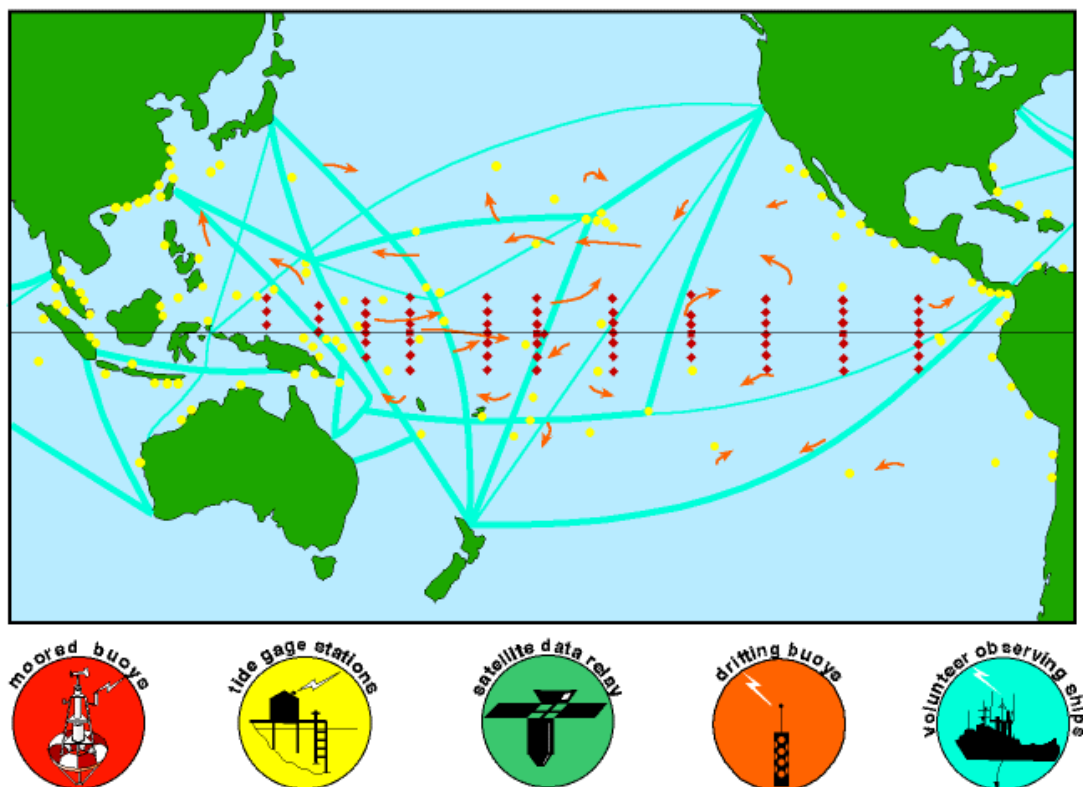 moored buoys
tide gage stations
satellite data relay
drifting buoys
volunteer observing ships